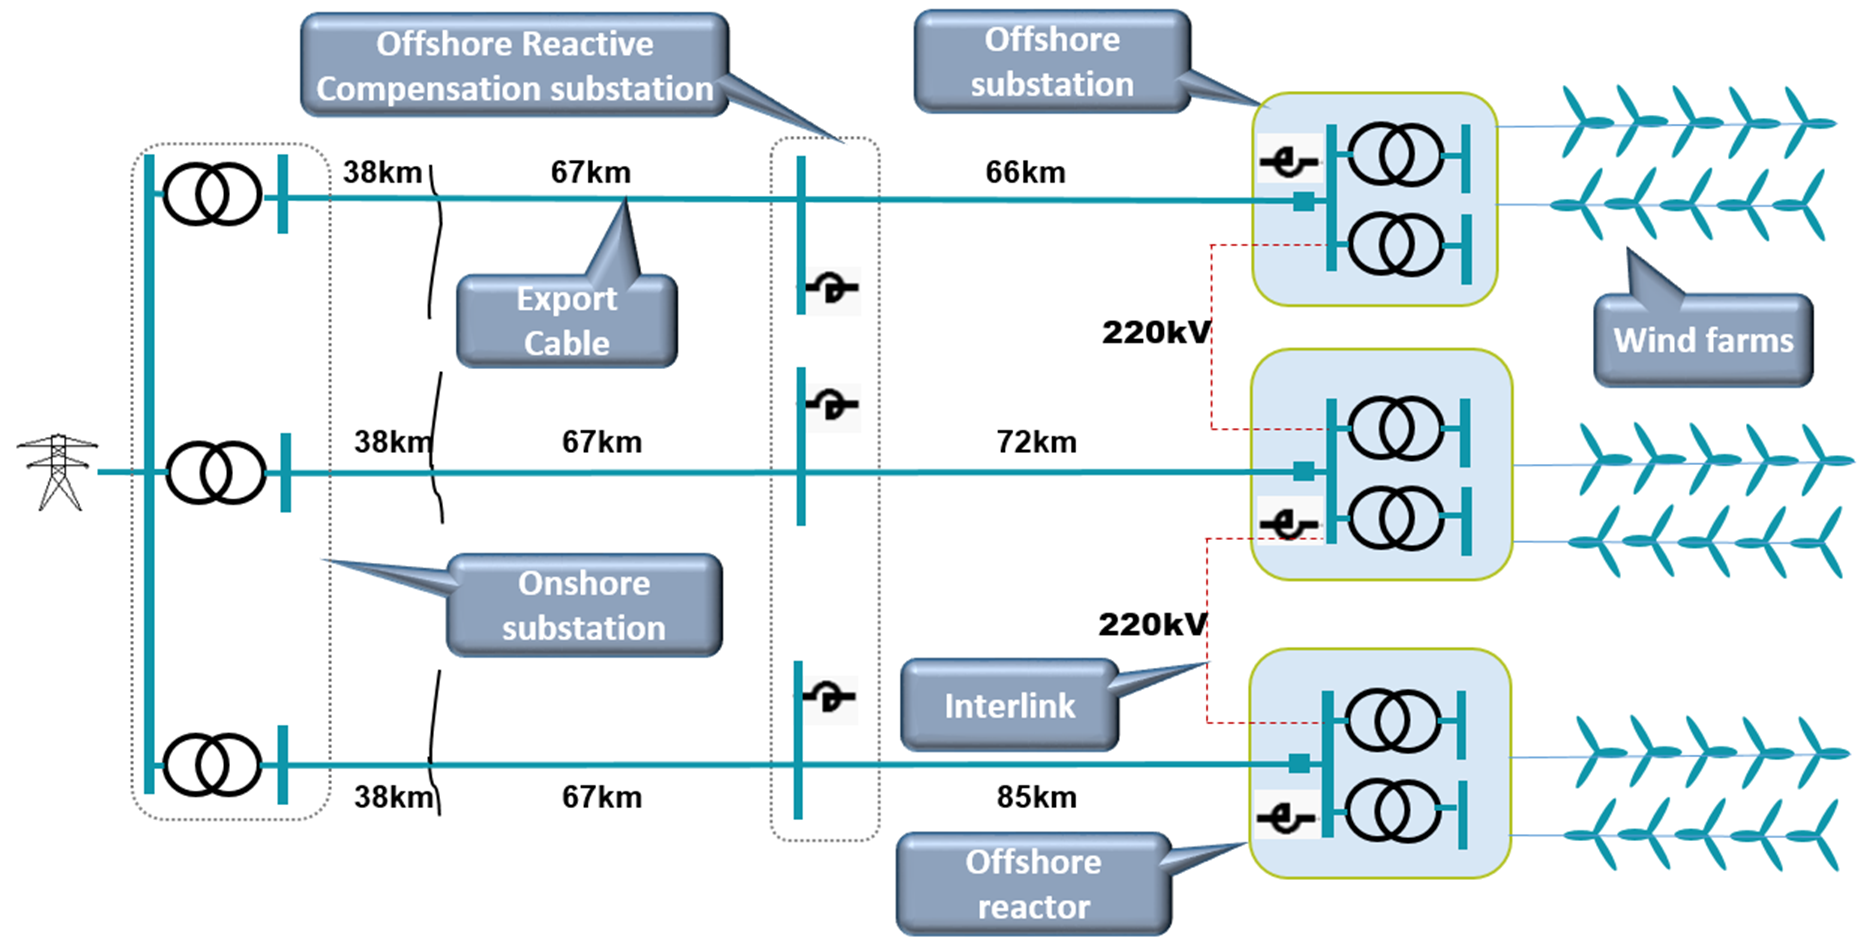 Offshore Reactive
Compensation substation
Offshore
substation
38km
67km
66km
Export
Cable
220kV
Wind farms
38km
67km
72km
Onshore
substation
220kV
Interlink
38km
67km
85km
Offshore
reactor